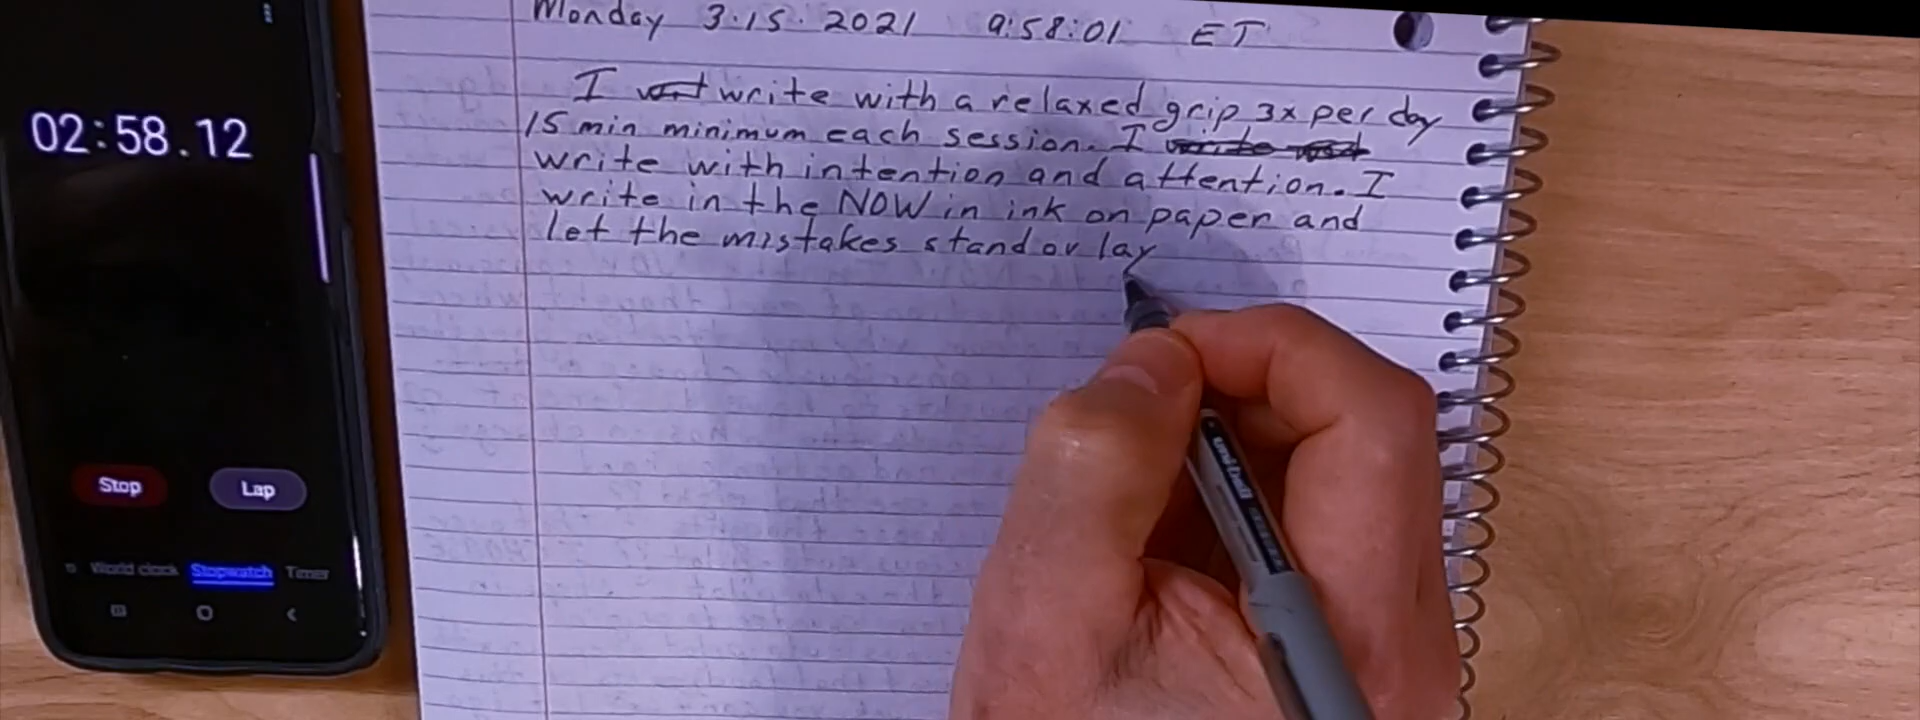 Monday 3.15.2021 9:58:01 ET
I write with a relaxed grip 3x per day
15 min minimum each session. I
write with intention and attention. I
write in the NOW in ink on paper and
let the mistakes stand or lay
02:58.12
Stop Lap
World clock Stopwatch Timer
uni-ball